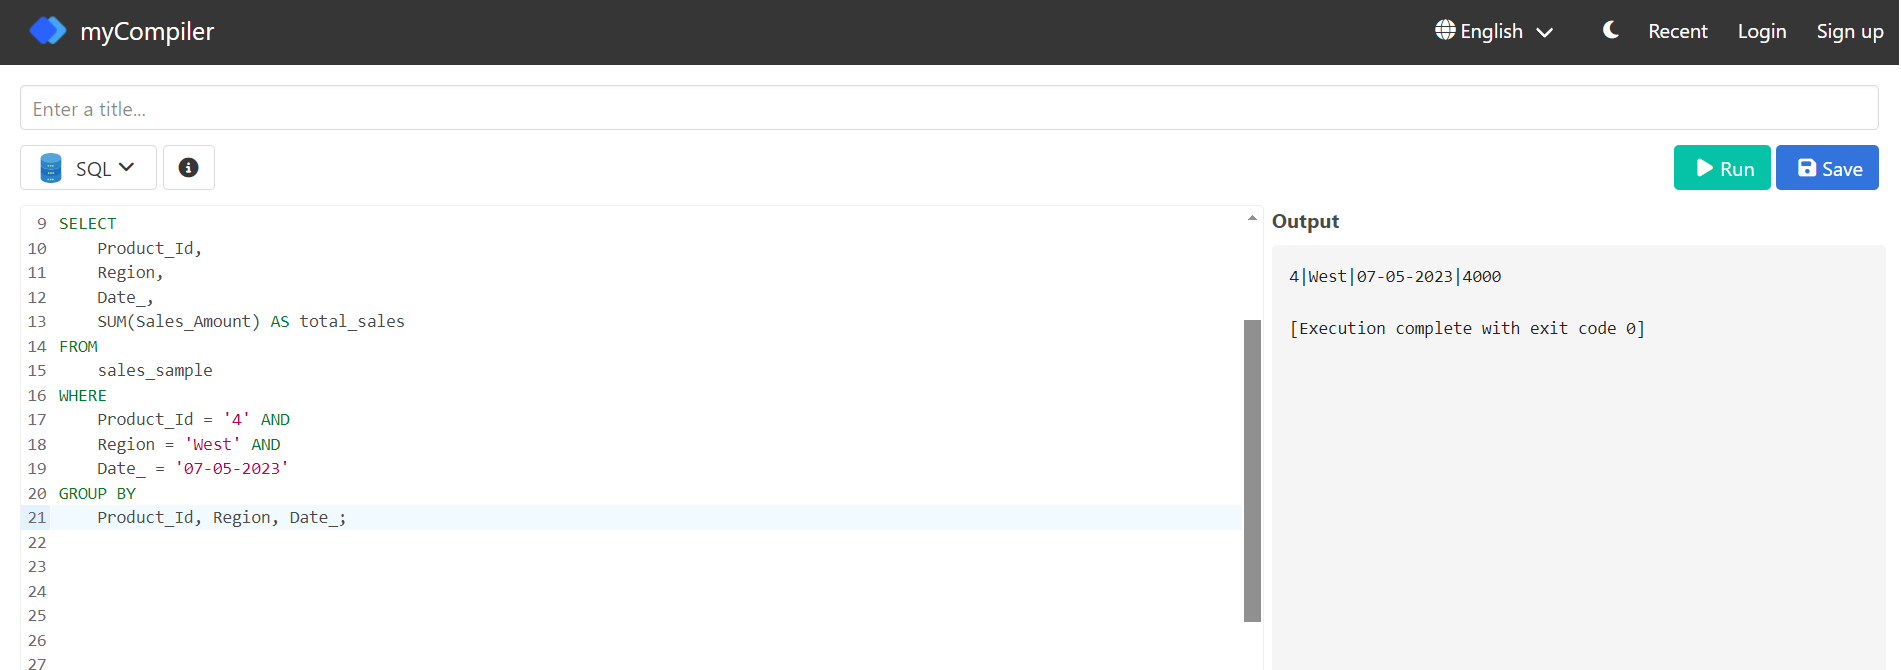 myCompiler
English
Recent
Login
Sign up
Enter a title...
SQL
Run
Save
9 SELECT
10     Product_Id,
11     Region,
12     Date_,
13     SUM(Sales_Amount) AS total_sales
14 FROM
15     sales_sample
16 WHERE
17     Product_Id = '4' AND
18     Region = 'West' AND
19     Date_ = '07-05-2023'
20 GROUP BY
21     Product_Id, Region, Date_;
22
23
24
25
26
27
Output
4|West|07-05-2023|4000
[Execution complete with exit code 0]